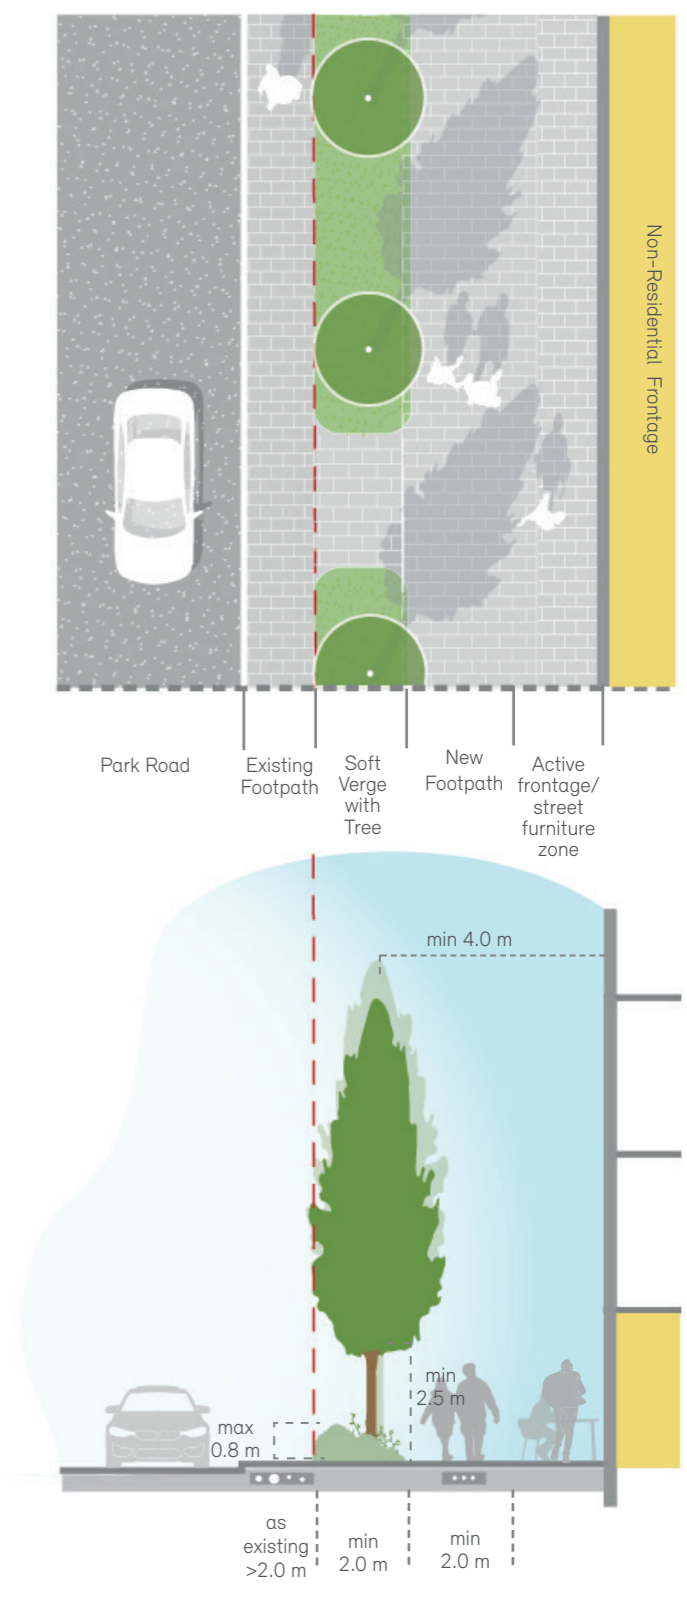 Non-Residential Frontage
Park Road
Existing
Footpath
Soft
Verge
with
Tree
New
Footpath
Active
frontage/
street
furniture
zone
min 4.0 m
min
2.5 m
max
0.8 m
as
existing
>2.0 m
min
2.0 m
min
2.0 m